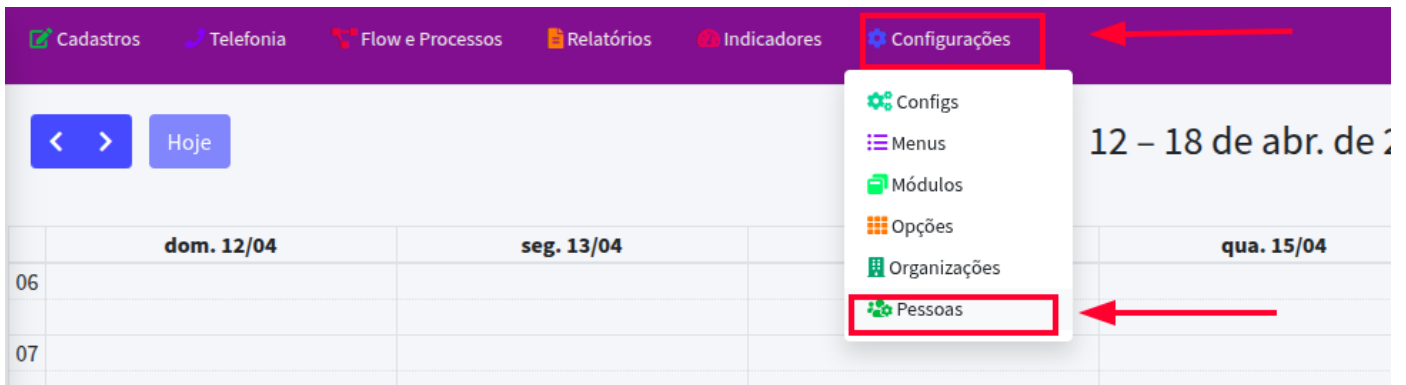 Cadastros Telefonia Flow e Processos Relatórios Indicadores Configurações
Configs
Menus
Módulos
Opções
Organizações
Pessoas
Hoje
12 – 18 de abr. de
dom. 12/04 seg. 13/04 qua. 15/04
06
07